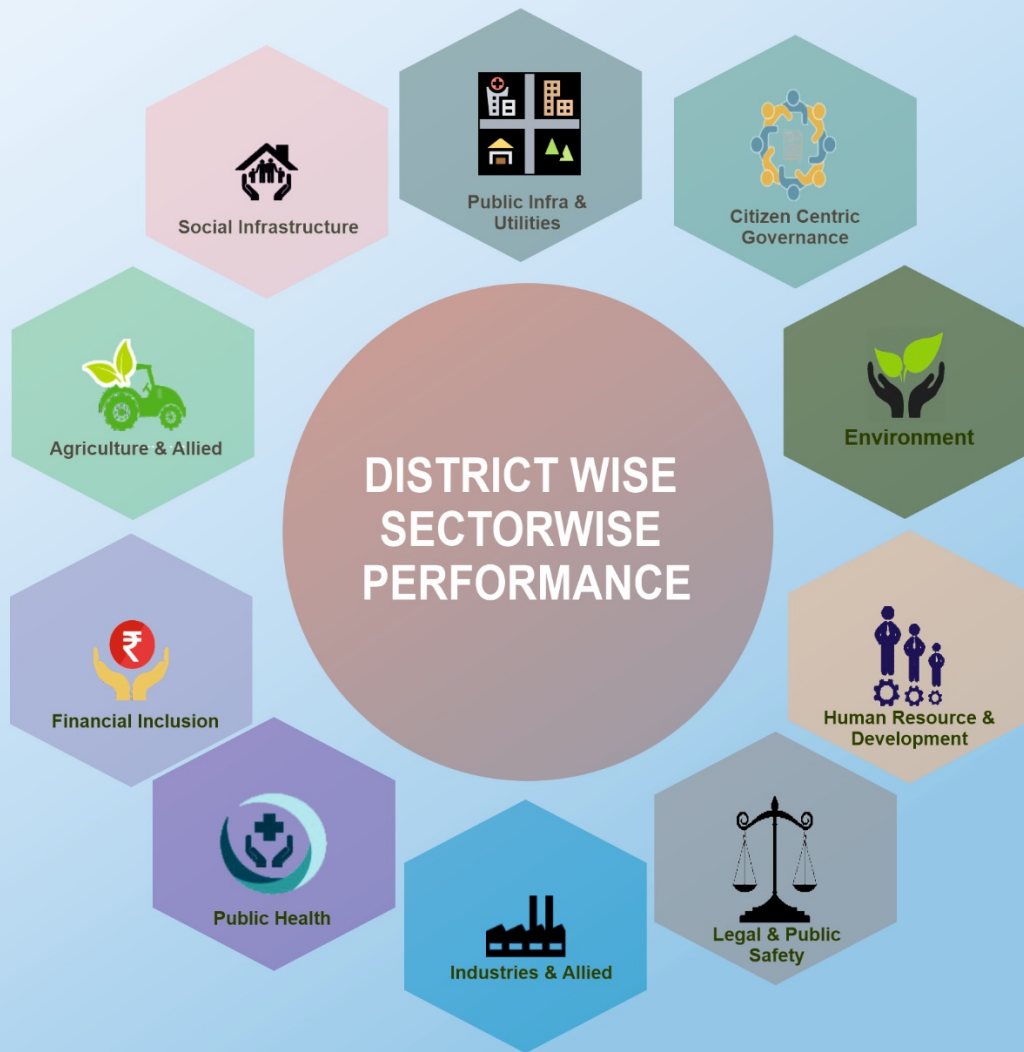 Public Infra &
Utilities
Citizen Centric
Governance
Social Infrastructure
Agriculture & Allied
Environment
DISTRICT WISE
SECTORWISE
PERFORMANCE
₹
Financial Inclusion
Human Resource &
Development
Public Health
Legal & Public
Safety
Industries & Allied